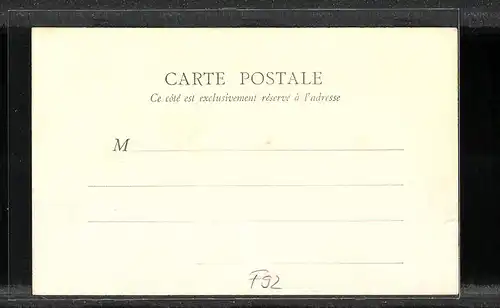 CARTE POSTALE
Ce côté est exclusivement réservé à l'adresse
M
F92